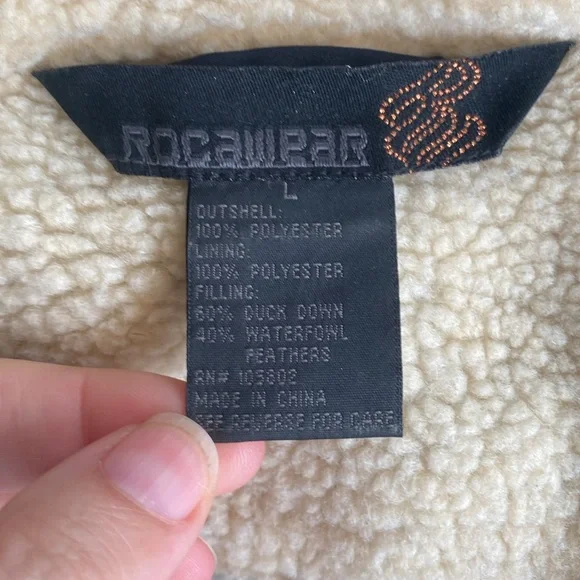 ROCAWEAR
L
OUTSHELL:
100% POLYESTER
LINING:
100% POLYESTER
FILLING:
60% DUCK DOWN
40% WATERFOWL
FEATHERS
RN# 105602
MADE IN CHINA
SEE REVERSE FOR CARE